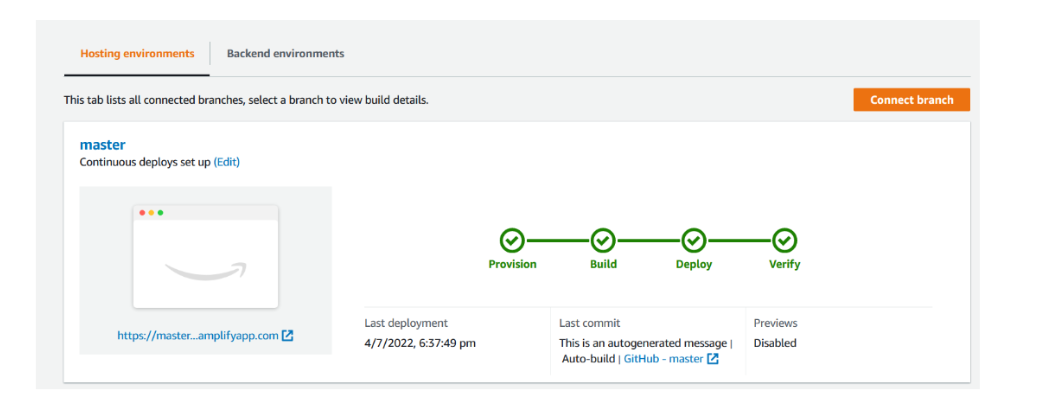 Hosting environments
Backend environments
This tab lists all connected branches, select a branch to view build details.
Connect branch
master
Continuous deploys set up (Edit)
Provision
Build
Deploy
Verify
https://master...amplifyapp.com
Last deployment
4/7/2022, 6:37:49 pm
Last commit
This is an autogenerated message |
Auto-build | GitHub - master
Previews
Disabled